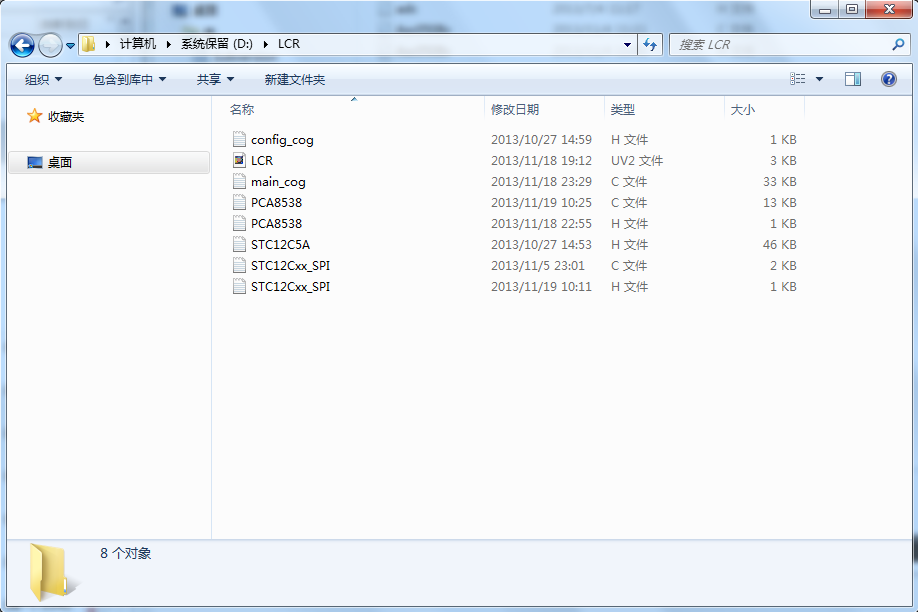 计算机 系统保留 (D:) LCR 搜索 LCR
组织 包含到库中 共享 新建文件夹
收藏夹
桌面
名称 修改日期 类型 大小
config_cog 2013/10/27 14:59 H 文件 1 KB
LCR 2013/11/18 19:12 UV2 文件 3 KB
main_cog 2013/11/18 23:29 C 文件 33 KB
PCA8538 2013/11/19 10:25 C 文件 13 KB
PCA8538 2013/11/18 22:55 H 文件 1 KB
STC12C5A 2013/10/27 14:53 H 文件 46 KB
STC12Cxx_SPI 2013/11/5 23:01 C 文件 2 KB
STC12Cxx_SPI 2013/11/19 10:11 H 文件 1 KB
8 个对象